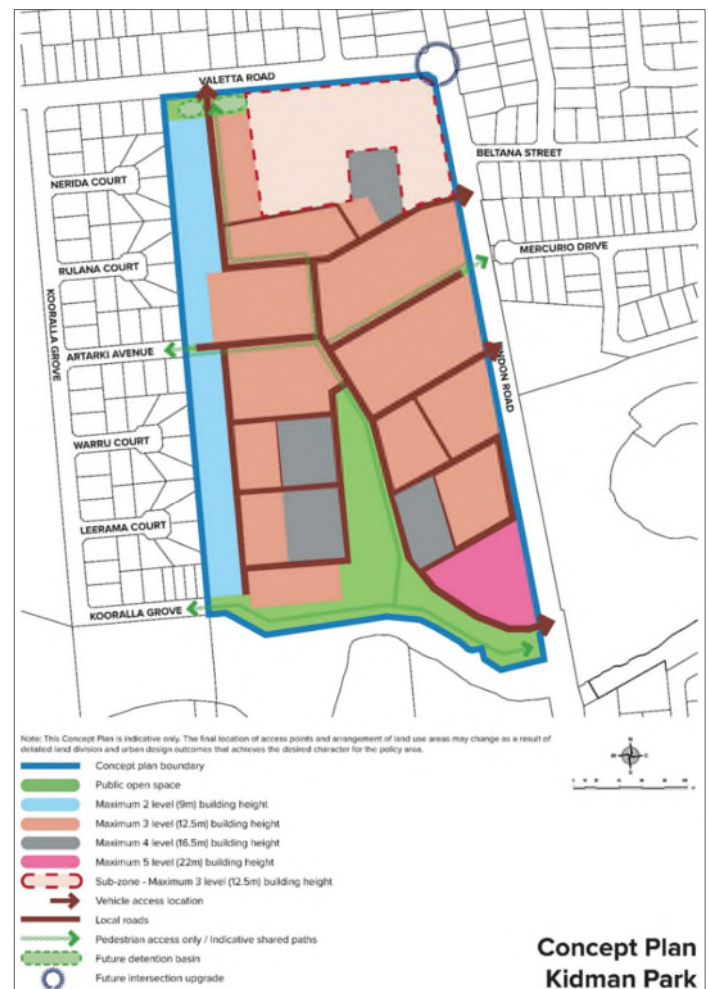 VALETTA ROAD
BELTANA STREET
NERIDA COURT
MERCURIO DRIVE
RULANA COURT
KOORALLA GROVE
ARTARKI AVENUE
INDON ROAD
WARRU COURT
LEERAMA COURT
KOORALLA GROVE
Note: This Concept Plan is indicative only. The final location of access points and arrangement of land use areas may change as a result of
detailed land division and urban design outcomes that achieves the desired character for the policy area.
Concept plan boundary
Public open space
Maximum 2 level (9m) building height
Maximum 3 level (12.5m) building height
Maximum 4 level (16.5m) building height
Maximum 5 level (22m) building height
Sub-zone - Maximum 3 level (12.5m) building height
Vehicle access location
Local roads
Pedestrian access only / Indicative shared paths
Future detention basin
Future intersection upgrade
N
W
E
S
Concept Plan
Kidman Park